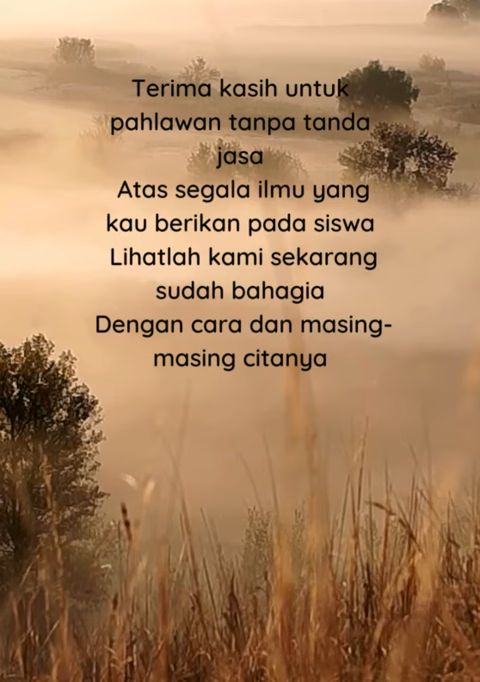 Terima kasih untuk
pahlawan tanpa tanda
jasa
Atas segala ilmu yang
kau berikan pada siswa
Lihatlah kami sekarang
sudah bahagia
Dengan cara dan masing-
masing citanya